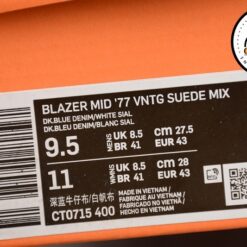 BLAZER MID '77 VNTG SUEDE MIX
DK.BLUE DENIM/WHITE SIAL
DK.BLEU DENIM/BLANC SIAL
9.5 MENS UK 8.5 CM 27.5
BR 41 EUR 43
11 WMNS UK 8.5 CM 28
BR 41 EUR 43
深蓝牛仔布/白帆布
CT0715 400
MADE IN VIETNAM /
FABRIQUE AU VIETNAM /
FABRICADO NO VIETNÃ /
HECHO EN VIETNAM